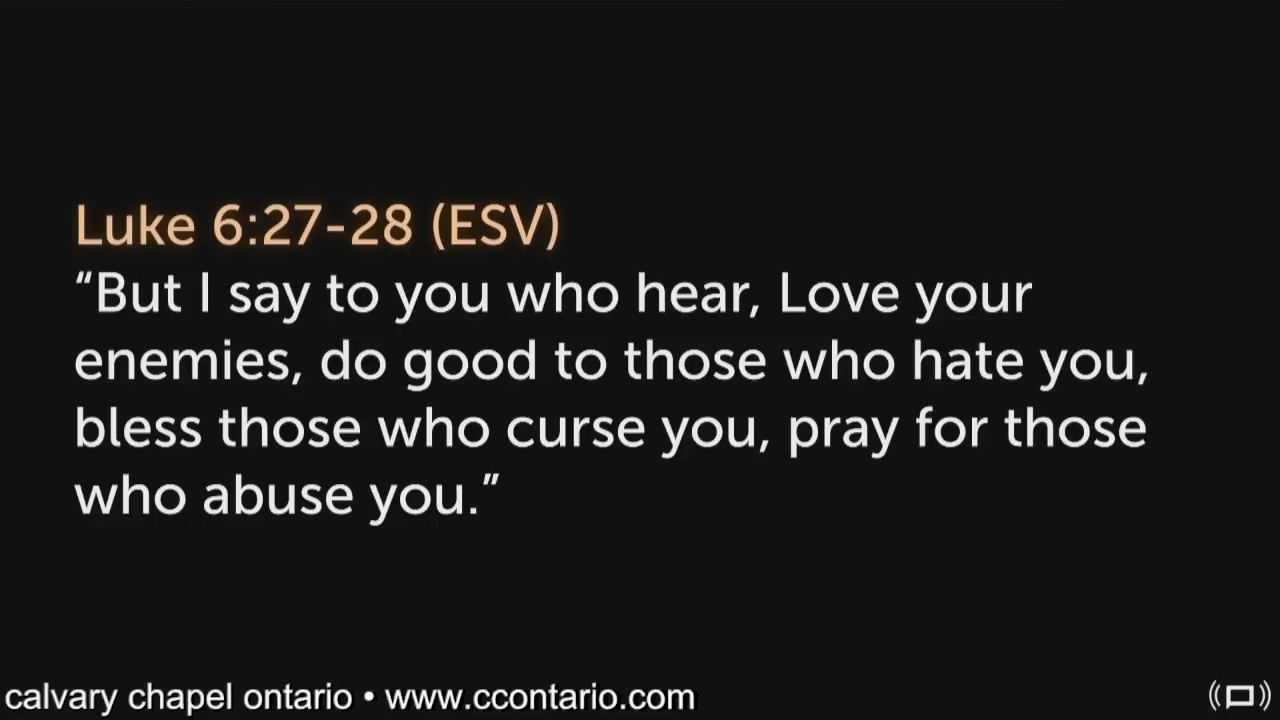 Luke 6:27-28 (ESV)
“But I say to you who hear, Love your
enemies, do good to those who hate you,
bless those who curse you, pray for those
who abuse you.”
calvary chapel ontario • www.ccontario.com